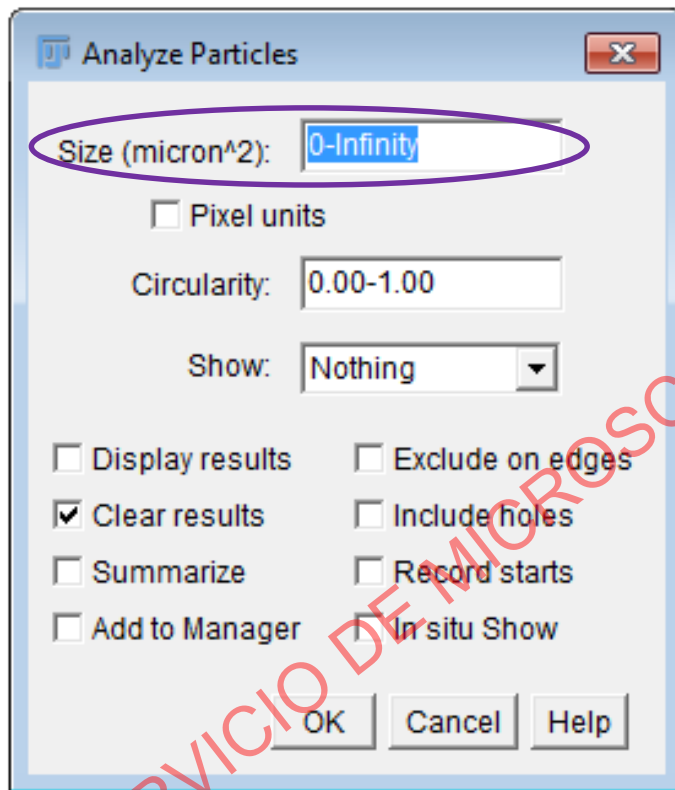 Analyze Particles
Size (micron^2): 0-Infinity
Pixel units
Circularity: 0.00-1.00
Show: Nothing
Display results Exclude on edges
Clear results Include holes
Summarize Record starts
Add to Manager In situ Show
OK Cancel Help
DE